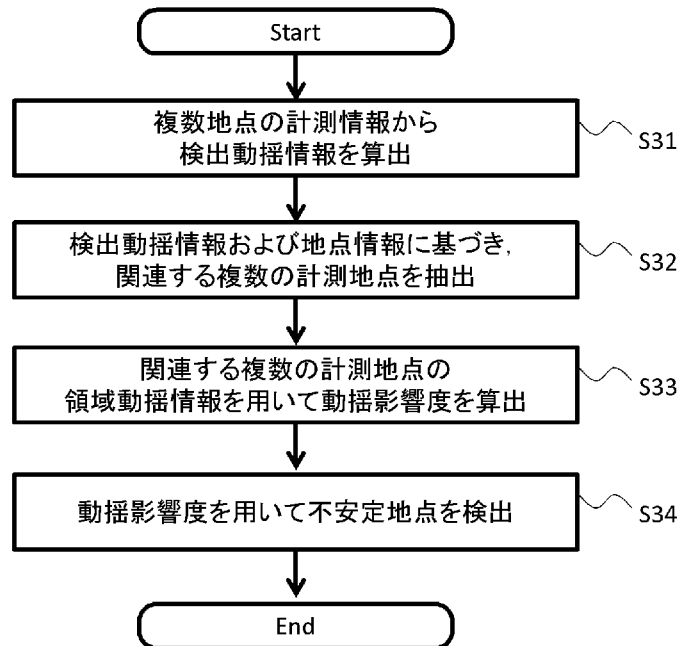 Start
複数地点の計測情報から
検出動揺情報を算出
S31
検出動揺情報および地点情報に基づき,
関連する複数の計測地点を抽出
S32
関連する複数の計測地点の
領域動揺情報を用いて動揺影響度を算出
S33
動揺影響度を用いて不安定地点を検出
S34
End